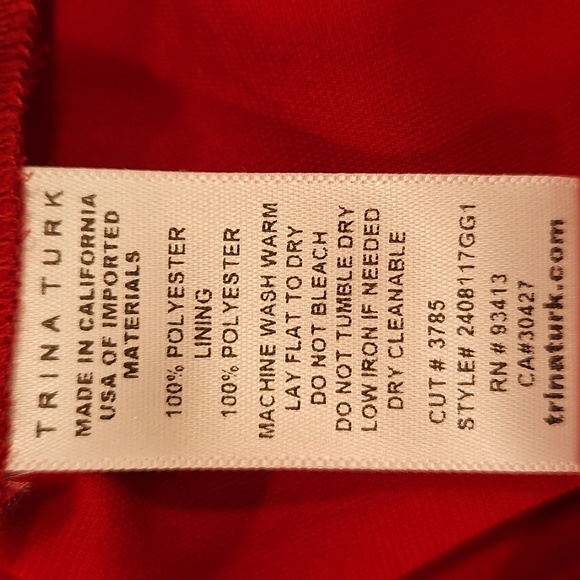 TRINA TURK
MADE IN CALIFORNIA
USA OF IMPORTED
MATERIALS
100% POLYESTER
LINING
100% POLYESTER
MACHINE WASH WARM
LAY FLAT TO DRY
DO NOT BLEACH
DO NOT TUMBLE DRY
LOW IRON IF NEEDED
DRY CLEANABLE
CUT# 3785
STYLE# 2408117GG1
RN# 93413
CA#30427
trinaturk.com